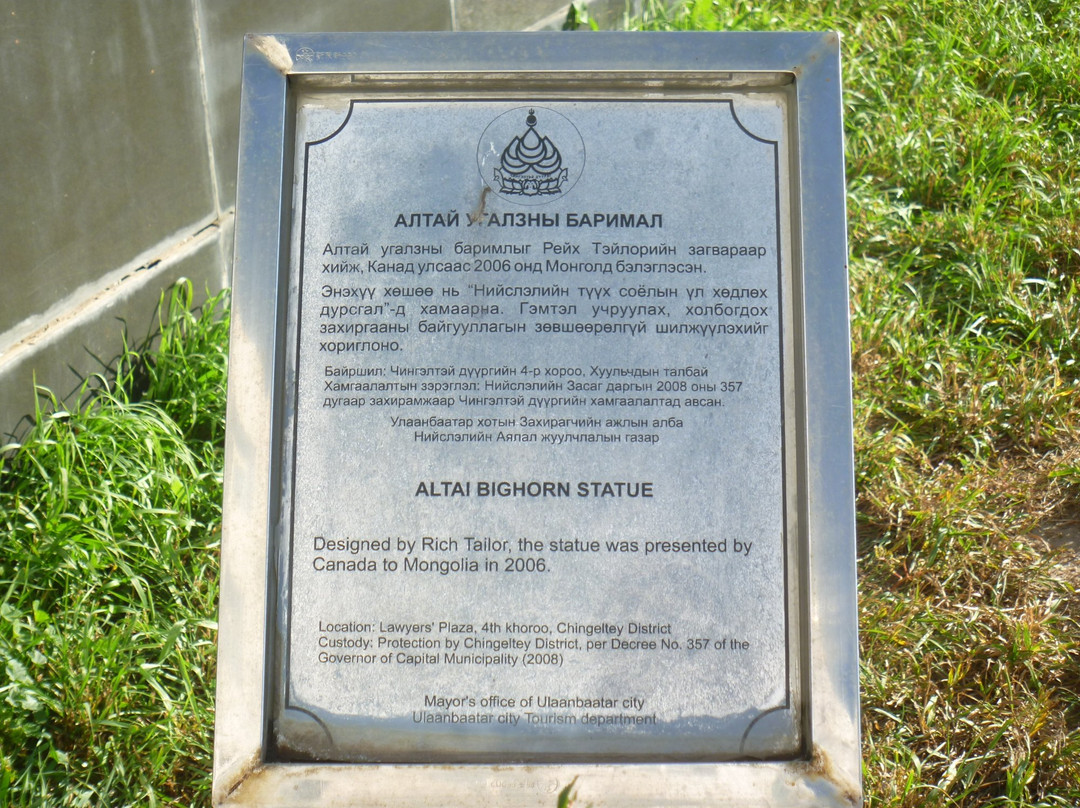 АЛТАЙ УГАЛЗНЫ БАРИМАЛ
Алтай угалзны баримлыг Рейх Тэйлорийн загвараар
хийж, Канад улсаас 2006 онд Монголд бэлэглэсэн.
Энэхүү хөшөө нь “Нийслэлийн түүх соёлын үл хөдлөх
дурсгал”-д хамаарна. Гэмтэл учруулах, холбогдох
захиргааны байгууллагын зөвшөөрөлгүй шилжүүлэхийг
хориглоно.
Байршил: Чингэлтэй дүүргийн 4-р хороо, Хуульчдын талбай
Хамгаалалтын зэрэглэл: Нийслэлийн Засаг даргын 2008 оны 357
дугаар захирамжаар Чингэлтэй дүүргийн хамгаалалтад авсан.
Улаанбаатар хотын Захирагчийн ажлын алба
Нийслэлийн Аялал жуулчлалын газар
ALTAI BIGHORN STATUE
Designed by Rich Tailor, the statue was presented by
Canada to Mongolia in 2006.
Location: Lawyers' Plaza, 4th khoroo, Chingeltey District
Custody: Protection by Chingeltey District, per Decree No. 357 of the
Governor of Capital Municipality (2008)
Mayor's office of Ulaanbaatar city
Ulaanbaatar city Tourism department